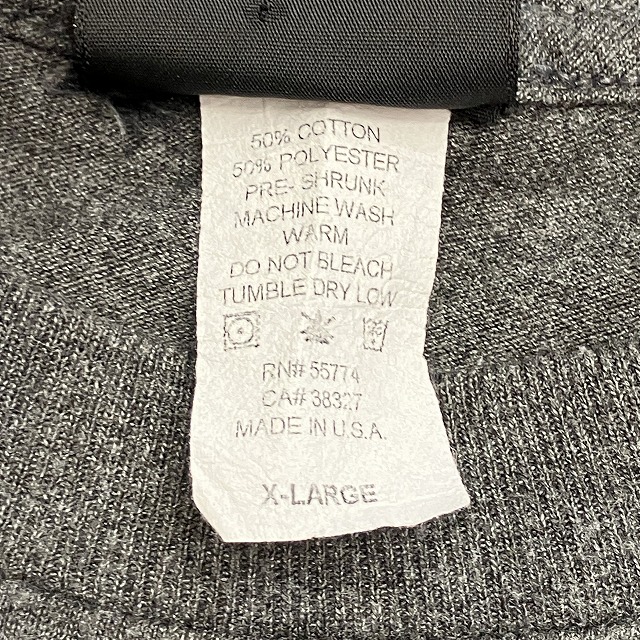 50% COTTON
50% POLYESTER
PRE-SHRUNK
MACHINE WASH
WARM
DO NOT BLEACH
TUMBLE DRY LOW
RN# 55774
CA# 38327
MADE IN U.S.A.
X-LARGE